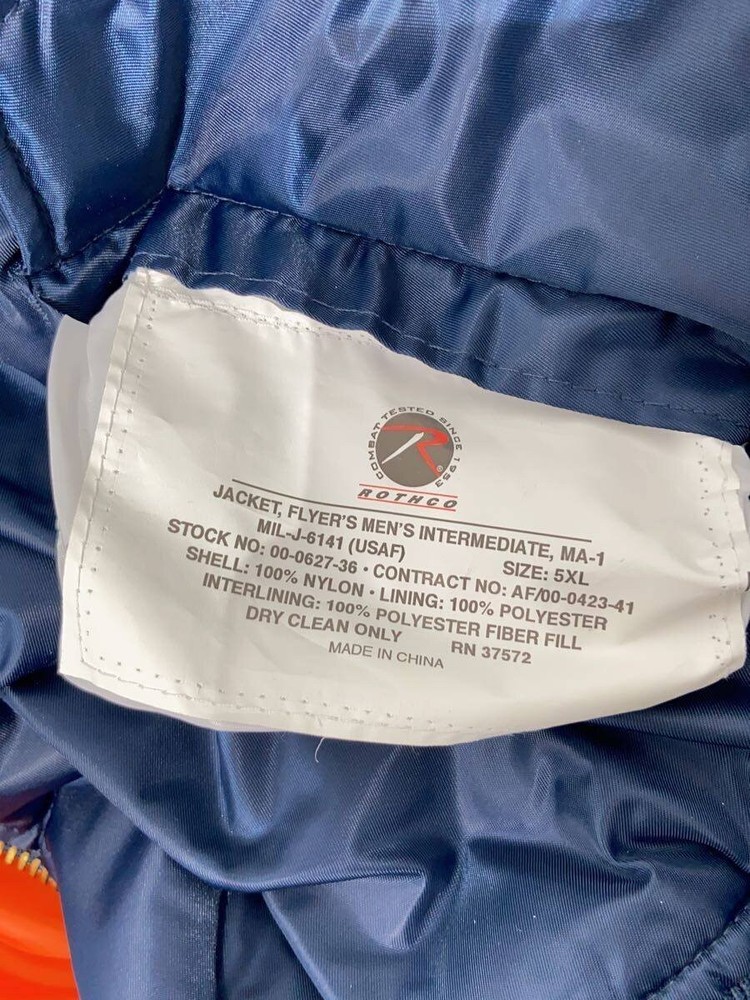 COMBAT TESTED SINCE 1953
R
®
ROTHCO
JACKET, FLYER'S MEN'S INTERMEDIATE, MA-1
MIL-J-6141 (USAF) SIZE: 5XL
STOCK NO: 00-0627-36 • CONTRACT NO: AF/00-0423-41
SHELL: 100% NYLON • LINING: 100% POLYESTER
INTERLINING: 100% POLYESTER FIBER FILL
DRY CLEAN ONLY RN 37572
MADE IN CHINA